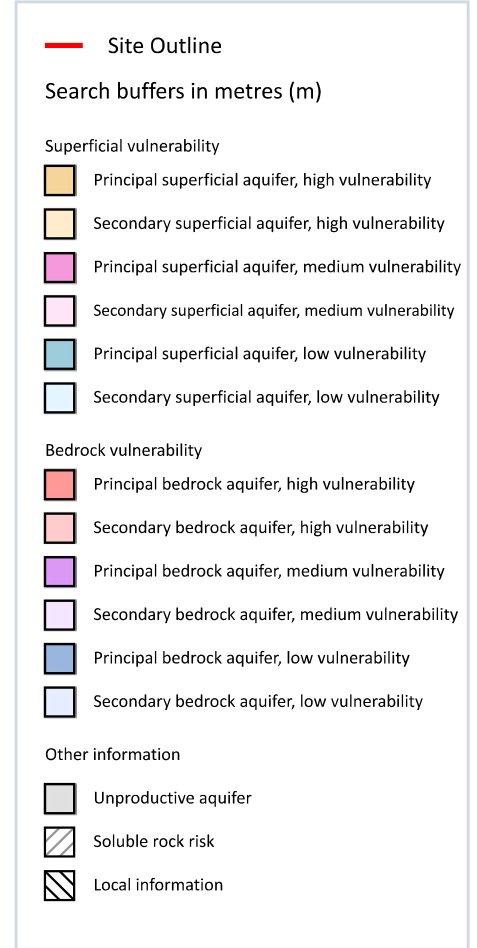 Site Outline
Search buffers in metres (m)
Superficial vulnerability
Principal superficial aquifer, high vulnerability
Secondary superficial aquifer, high vulnerability
Principal superficial aquifer, medium vulnerability
Secondary superficial aquifer, medium vulnerability
Principal superficial aquifer, low vulnerability
Secondary superficial aquifer, low vulnerability
Bedrock vulnerability
Principal bedrock aquifer, high vulnerability
Secondary bedrock aquifer, high vulnerability
Principal bedrock aquifer, medium vulnerability
Secondary bedrock aquifer, medium vulnerability
Principal bedrock aquifer, low vulnerability
Secondary bedrock aquifer, low vulnerability
Other information
Unproductive aquifer
Soluble rock risk
Local information